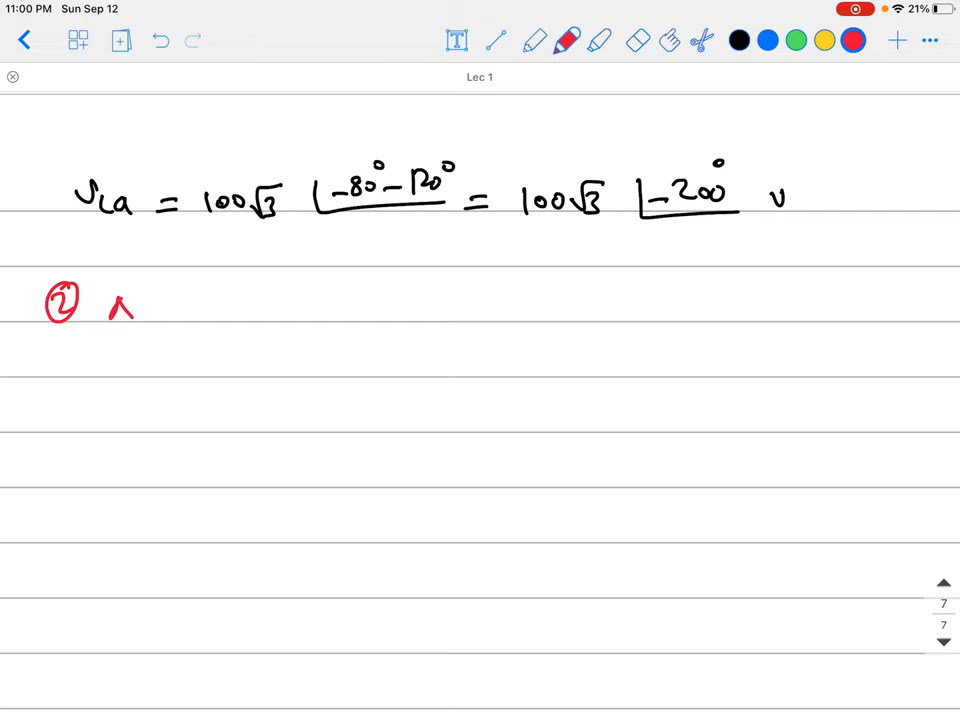 11:00 PM Sun Sep 12 21%
Lec 1
Vca = 100√3 ∠-80°-120° = 100√3 ∠-200° v
②
7
7